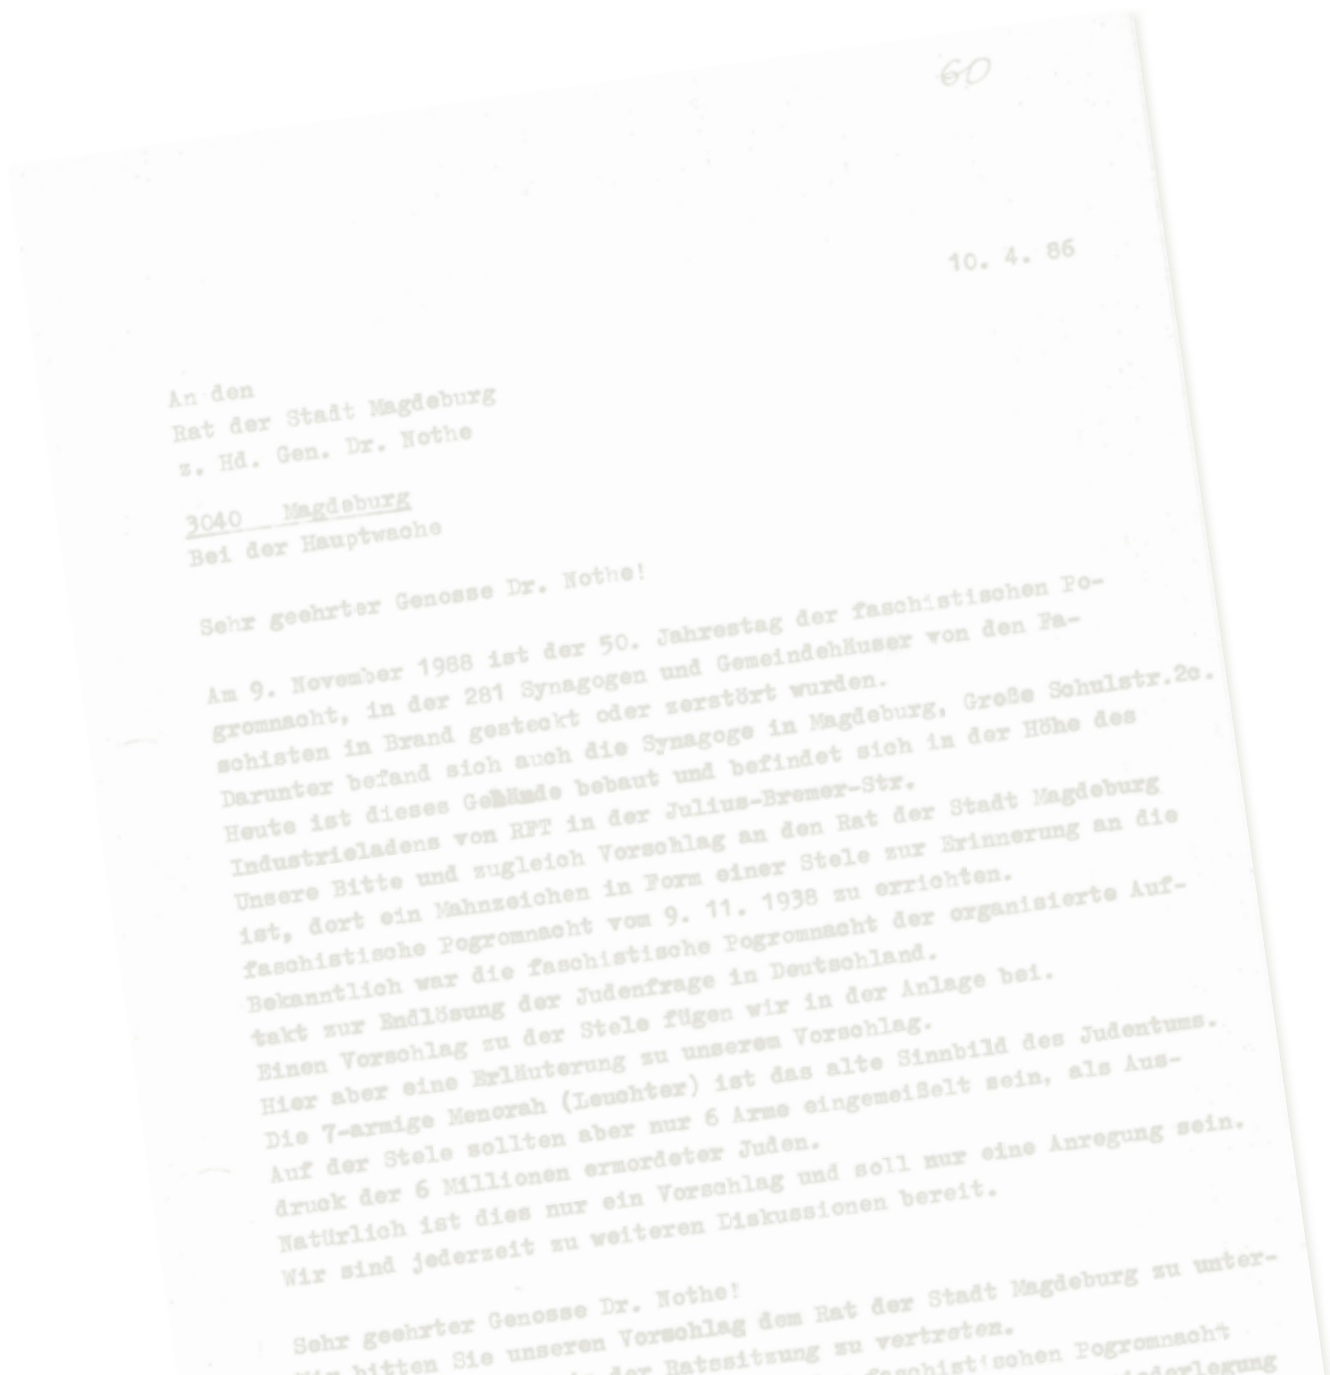 60
10. 4. 86
An den
Rat der Stadt Magdeburg
z. Hd. Gen. Dr. Nothe
3040 Magdeburg
Bei der Hauptwache
Sehr geehrter Genosse Dr. Nothe!
Am 9. November 1988 ist der 50. Jahrestag der faschistischen Po-
gromnacht, in der 281 Synagogen und Gemeindehäuser von den Fa-
schisten in Brand gesteckt oder zerstört wurden.
Darunter befand sich auch die Synagoge in Magdeburg, Große Schulstr.2c.
Heute ist dieses Gebäude bebaut und befindet sich in der Höhe des
Industrieladens von RFT in der Julius-Bremer-Str.
Unsere Bitte und zugleich Vorschlag an den Rat der Stadt Magdeburg
ist, dort ein Mahnzeichen in Form einer Stele zur Erinnerung an die
faschistische Pogromnacht vom 9. 11. 1938 zu errichten.
Bekanntlich war die faschistische Pogromnacht der organisierte Auf-
takt zur Endlösung der Judenfrage in Deutschland.
Einen Vorschlag zu der Stele fügen wir in der Anlage bei.
Hier aber eine Erläuterung zu unserem Vorschlag.
Die 7-armige Menorah (Leuchter) ist das alte Sinnbild des Judentums.
Auf der Stele sollten aber nur 6 Arme eingemeißelt sein, als Aus-
druck der 6 Millionen ermordeter Juden.
Natürlich ist dies nur ein Vorschlag und soll nur eine Anregung sein.
Wir sind jederzeit zu weiteren Diskussionen bereit.
Sehr geehrter Genosse Dr. Nothe!
Wir bitten Sie unseren Vorschlag dem Rat der Stadt Magdeburg zu unter-
der Ratssitzung zu vertreten.
faschistischen Pogromnacht